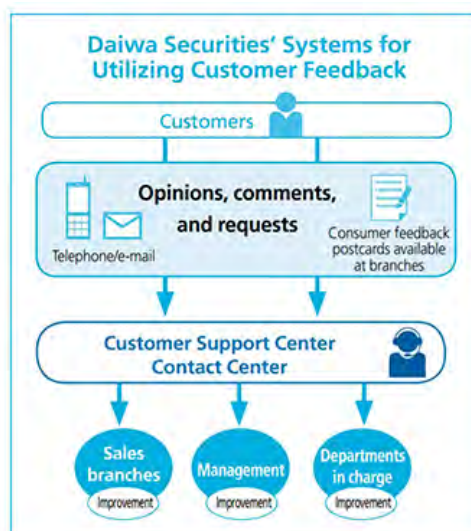 Daiwa Securities' Systems for
Utilizing Customer Feedback
Customers
Opinions, comments,
and requests
Telephone/e-mail
Consumer feedback
postcards available
at branches
Customer Support Center
Contact Center
Sales
branches
Improvement
Management
Improvement
Departments
in charge
Improvement